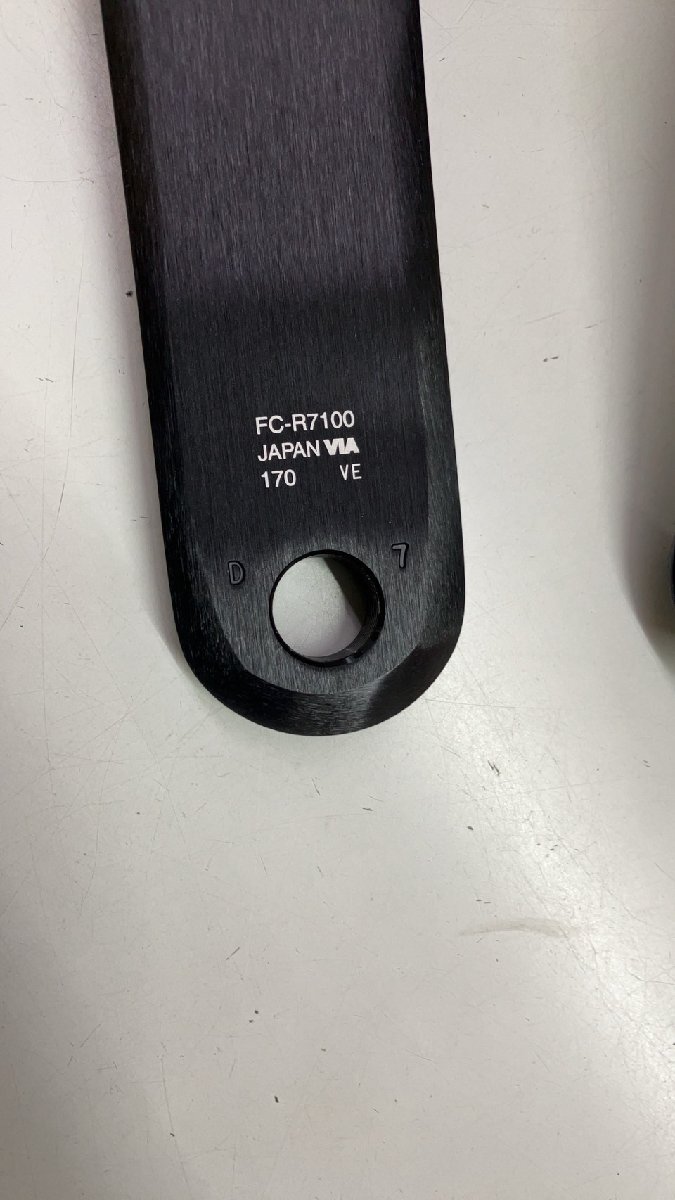 FC-R7100
JAPAN VIA
170 VE
D 7